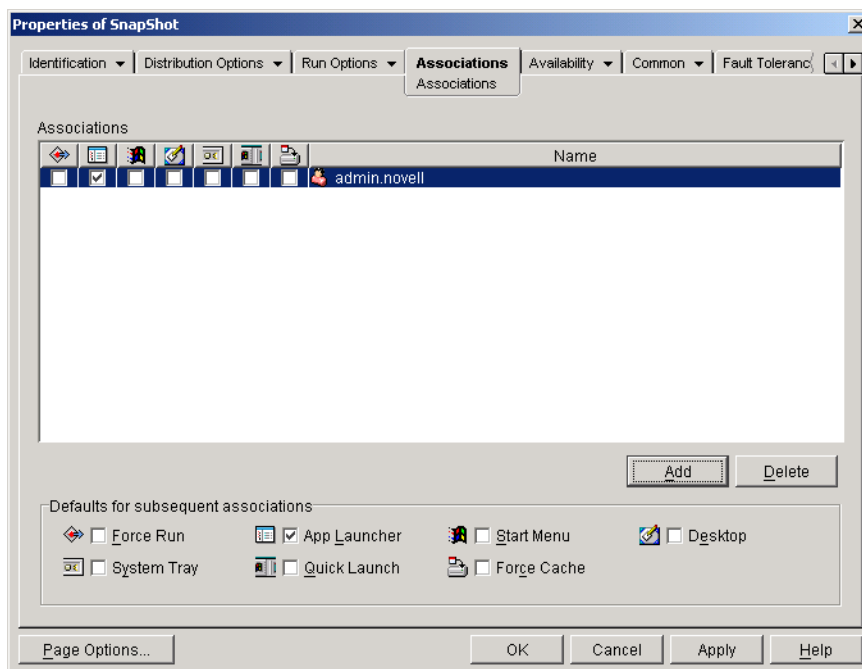 Properties of SnapShot
Identification
Distribution Options
Run Options
Associations
Availability
Common
Fault Toleranc
Associations
Associations
Name
admin.novell
Add
Delete
Defaults for subsequent associations
Force Run
App Launcher
Start Menu
Desktop
System Tray
Quick Launch
Force Cache
Page Options...
OK
Cancel
Apply
Help